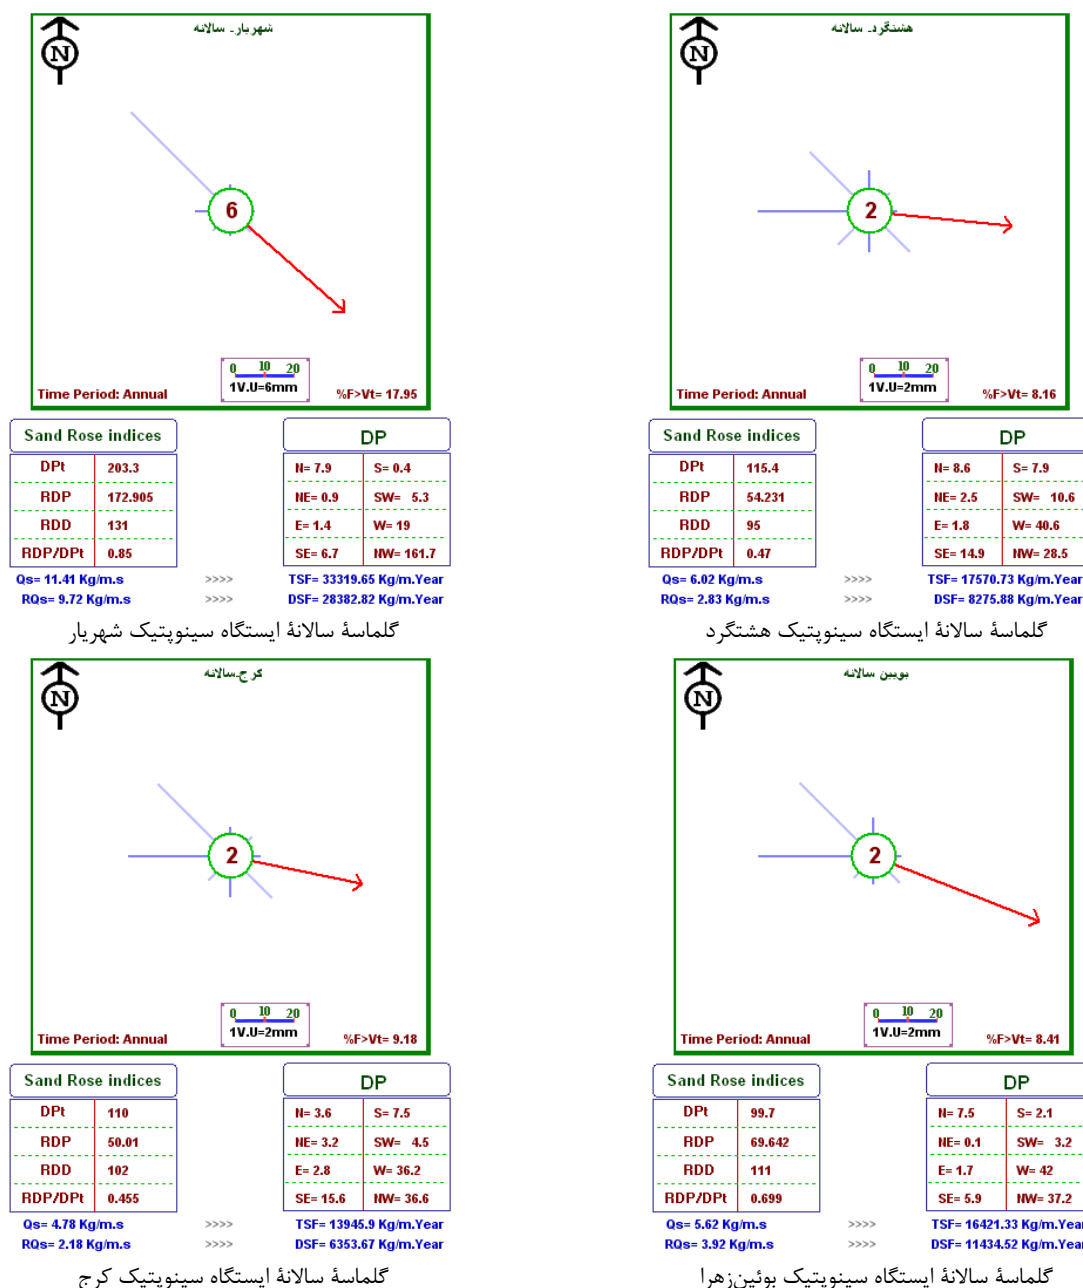 شهریار- سالانه
N
6
0 10 20
1V.U=6mm
Time Period: Annual
%F>Vt= 17.95
Sand Rose indices
DPt 203.3
RDP 172.905
RDD 131
RDP/DPt 0.85
DP
N= 7.9 S= 0.4
NE= 0.9 SW= 5.3
E= 1.4 W= 19
SE= 6.7 NW= 161.7
Qs= 11.41 Kg/m.s >>>> TSF= 33319.65 Kg/m.Year
RQs= 9.72 Kg/m.s >>>> DSF= 28382.82 Kg/m.Year
گلماسهٔ سالانهٔ ایستگاه سینوپتیک شهریار
هشتگرد- سالانه
N
2
0 10 20
1V.U=2mm
Time Period: Annual
%F>Vt= 8.16
Sand Rose indices
DPt 115.4
RDP 54.231
RDD 95
RDP/DPt 0.47
DP
N= 8.6 S= 7.9
NE= 2.5 SW= 10.6
E= 1.8 W= 40.6
SE= 14.9 NW= 28.5
Qs= 6.02 Kg/m.s >>>> TSF= 17570.73 Kg/m.Year
RQs= 2.83 Kg/m.s >>>> DSF= 8275.88 Kg/m.Year
گلماسهٔ سالانهٔ ایستگاه سینوپتیک هشتگرد
کرج-سالانه
N
2
0 10 20
1V.U=2mm
Time Period: Annual
%F>Vt= 9.18
Sand Rose indices
DPt 110
RDP 50.01
RDD 102
RDP/DPt 0.455
DP
N= 3.6 S= 7.5
NE= 3.2 SW= 4.5
E= 2.8 W= 36.2
SE= 15.6 NW= 36.6
Qs= 4.78 Kg/m.s >>>> TSF= 13945.9 Kg/m.Year
RQs= 2.18 Kg/m.s >>>> DSF= 6353.67 Kg/m.Year
گلماسهٔ سالانهٔ ایستگاه سینوپتیک کرج
بویین سالانه
N
2
0 10 20
1V.U=2mm
Time Period: Annual
%F>Vt= 8.41
Sand Rose indices
DPt 99.7
RDP 69.642
RDD 111
RDP/DPt 0.699
DP
N= 7.5 S= 2.1
NE= 0.1 SW= 3.2
E= 1.7 W= 42
SE= 5.9 NW= 37.2
Qs= 5.62 Kg/m.s >>>> TSF= 16421.33 Kg/m.Year
RQs= 3.92 Kg/m.s >>>> DSF= 11434.52 Kg/m.Year
گلماسهٔ سالانهٔ ایستگاه سینوپتیک بوئین‌زهرا